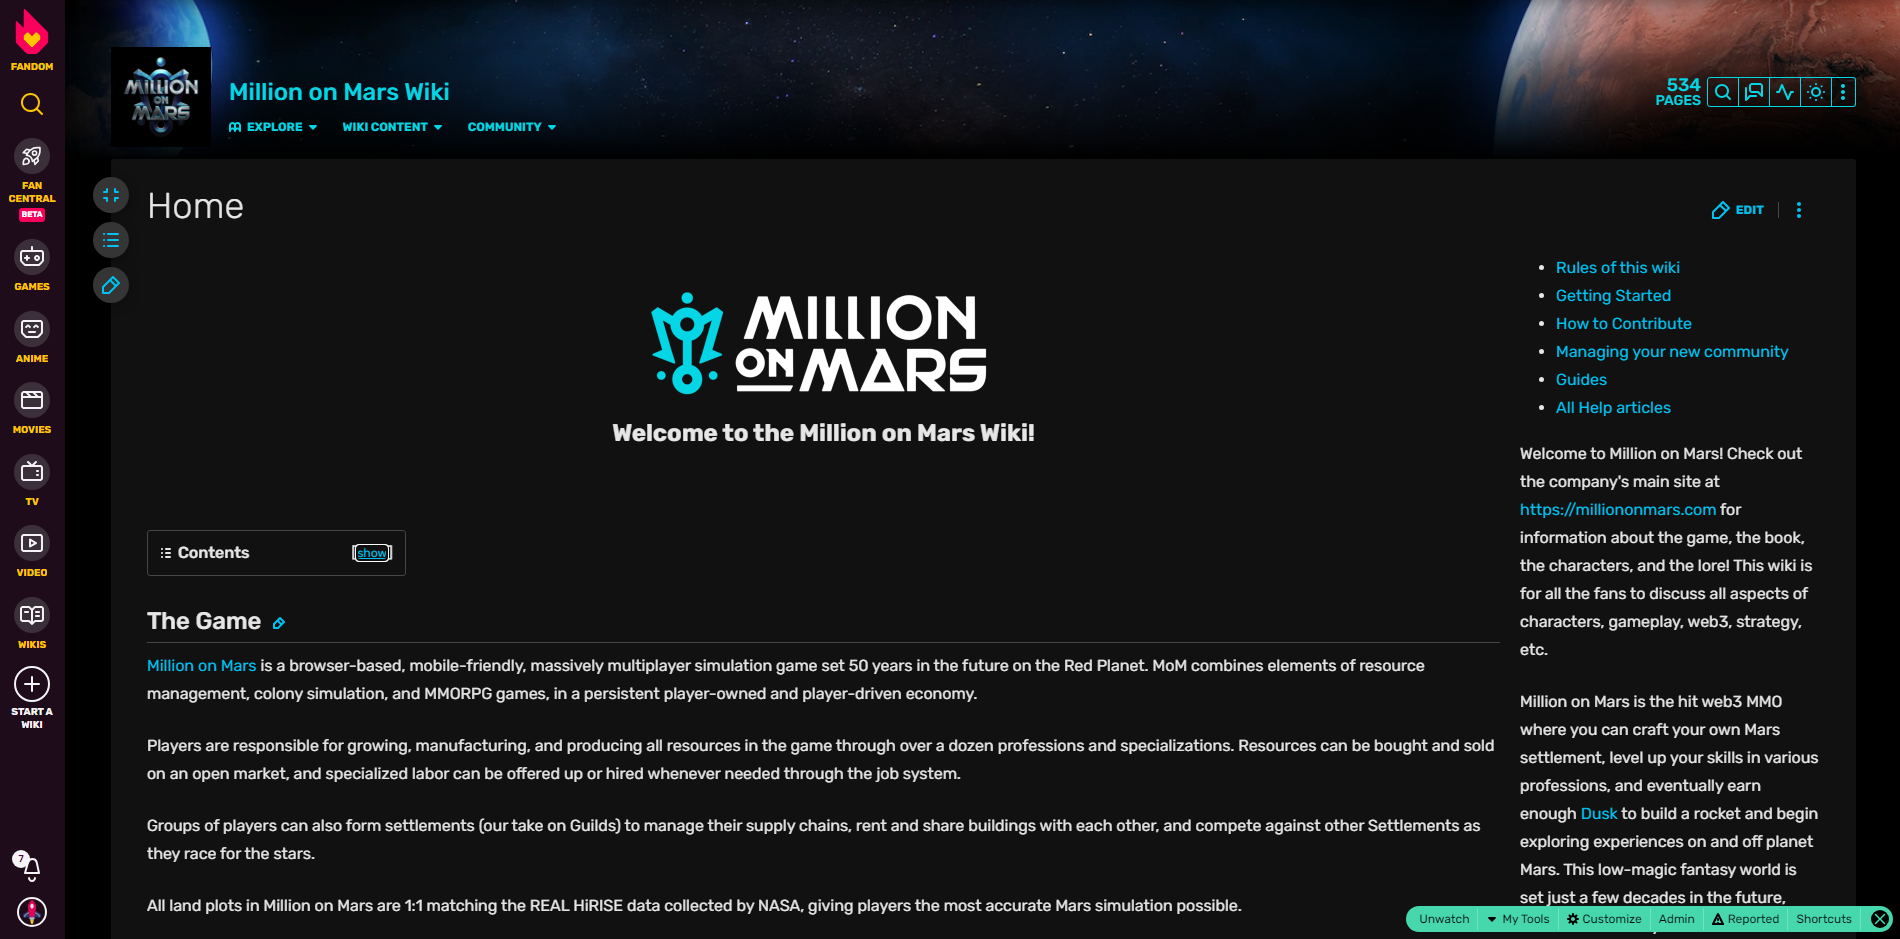 FANDOM
FAN
CENTRAL
BETA
GAMES
ANIME
MOVIES
TV
VIDEO
WIKIS
START A
WIKI
7
MILLION
ON
MARS
Million on Mars Wiki
EXPLORE
WIKI CONTENT
COMMUNITY
534
PAGES
Home
EDIT
MILLION
ON MARS
Welcome to the Million on Mars Wiki!
Contents
[show]
The Game
Million on Mars is a browser-based, mobile-friendly, massively multiplayer simulation game set 50 years in the future on the Red Planet. MoM combines elements of resource
management, colony simulation, and MMORPG games, in a persistent player-owned and player-driven economy.
Players are responsible for growing, manufacturing, and producing all resources in the game through over a dozen professions and specializations. Resources can be bought and sold
on an open market, and specialized labor can be offered up or hired whenever needed through the job system.
Groups of players can also form settlements (our take on Guilds) to manage their supply chains, rent and share buildings with each other, and compete against other Settlements as
they race for the stars.
All land plots in Million on Mars are 1:1 matching the REAL HiRISE data collected by NASA, giving players the most accurate Mars simulation possible.
• Rules of this wiki
• Getting Started
• How to Contribute
• Managing your new community
• Guides
• All Help articles
Welcome to Million on Mars! Check out
the company's main site at
https://milliononmars.com for
information about the game, the book,
the characters, and the lore! This wiki is
for all the fans to discuss all aspects of
characters, gameplay, web3, strategy,
etc.
Million on Mars is the hit web3 MMO
where you can craft your own Mars
settlement, level up your skills in various
professions, and eventually earn
enough Dusk to build a rocket and begin
exploring experiences on and off planet
Mars. This low-magic fantasy world is
set just a few decades in the future,
Unwatch
My Tools
Customize
Admin
Reported
Shortcuts